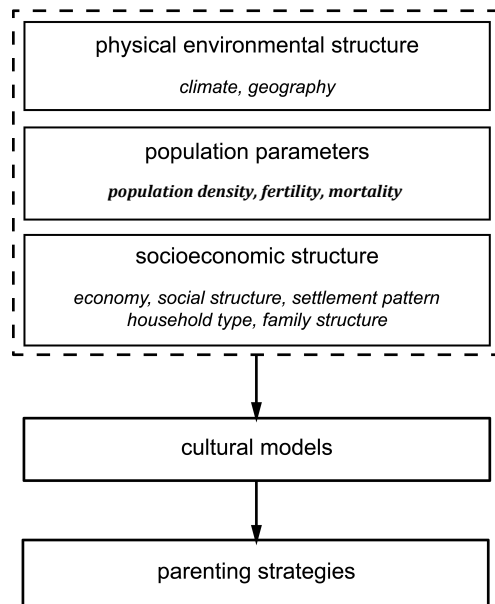 physical environmental structure
climate, geography
population parameters
population density, fertility, mortality
socioeconomic structure
economy, social structure, settlement pattern
household type, family structure
cultural models
parenting strategies